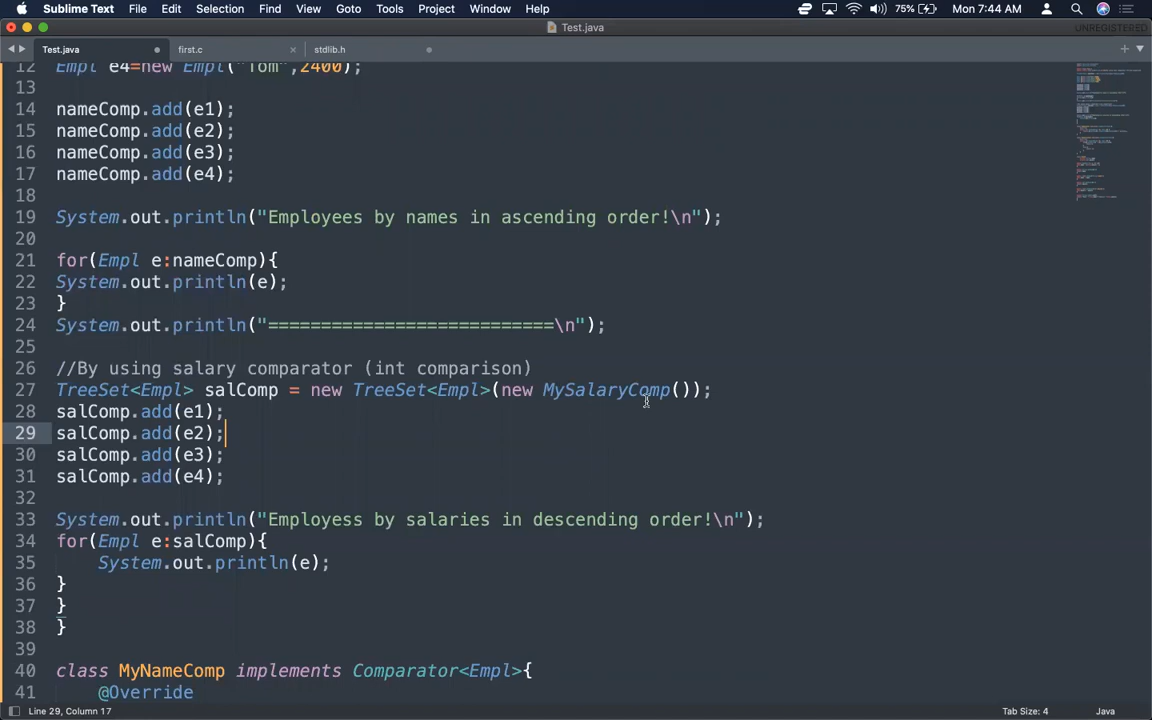 Sublime Text File Edit Selection Find View Goto Tools Project Window Help 75% Mon 7:44 AM
Test.java UNREGISTERED
Test.java first.c stdlib.h
12 Empl e4=new Empl("Tom",2400);
13
14 nameComp.add(e1);
15 nameComp.add(e2);
16 nameComp.add(e3);
17 nameComp.add(e4);
18
19 System.out.println("Employees by names in ascending order!\n");
20
21 for(Empl e:nameComp){
22 System.out.println(e);
23 }
24 System.out.println("===========================\n");
25
26 //By using salary comparator (int comparison)
27 TreeSet<Empl> salComp = new TreeSet<Empl>(new MySalaryComp());
28 salComp.add(e1);
29 salComp.add(e2);
30 salComp.add(e3);
31 salComp.add(e4);
32
33 System.out.println("Employess by salaries in descending order!\n");
34 for(Empl e:salComp){
35 System.out.println(e);
36 }
37 }
38 }
39
40 class MyNameComp implements Comparator<Empl>{
41 @Override
Line 29, Column 17 Tab Size: 4 Java